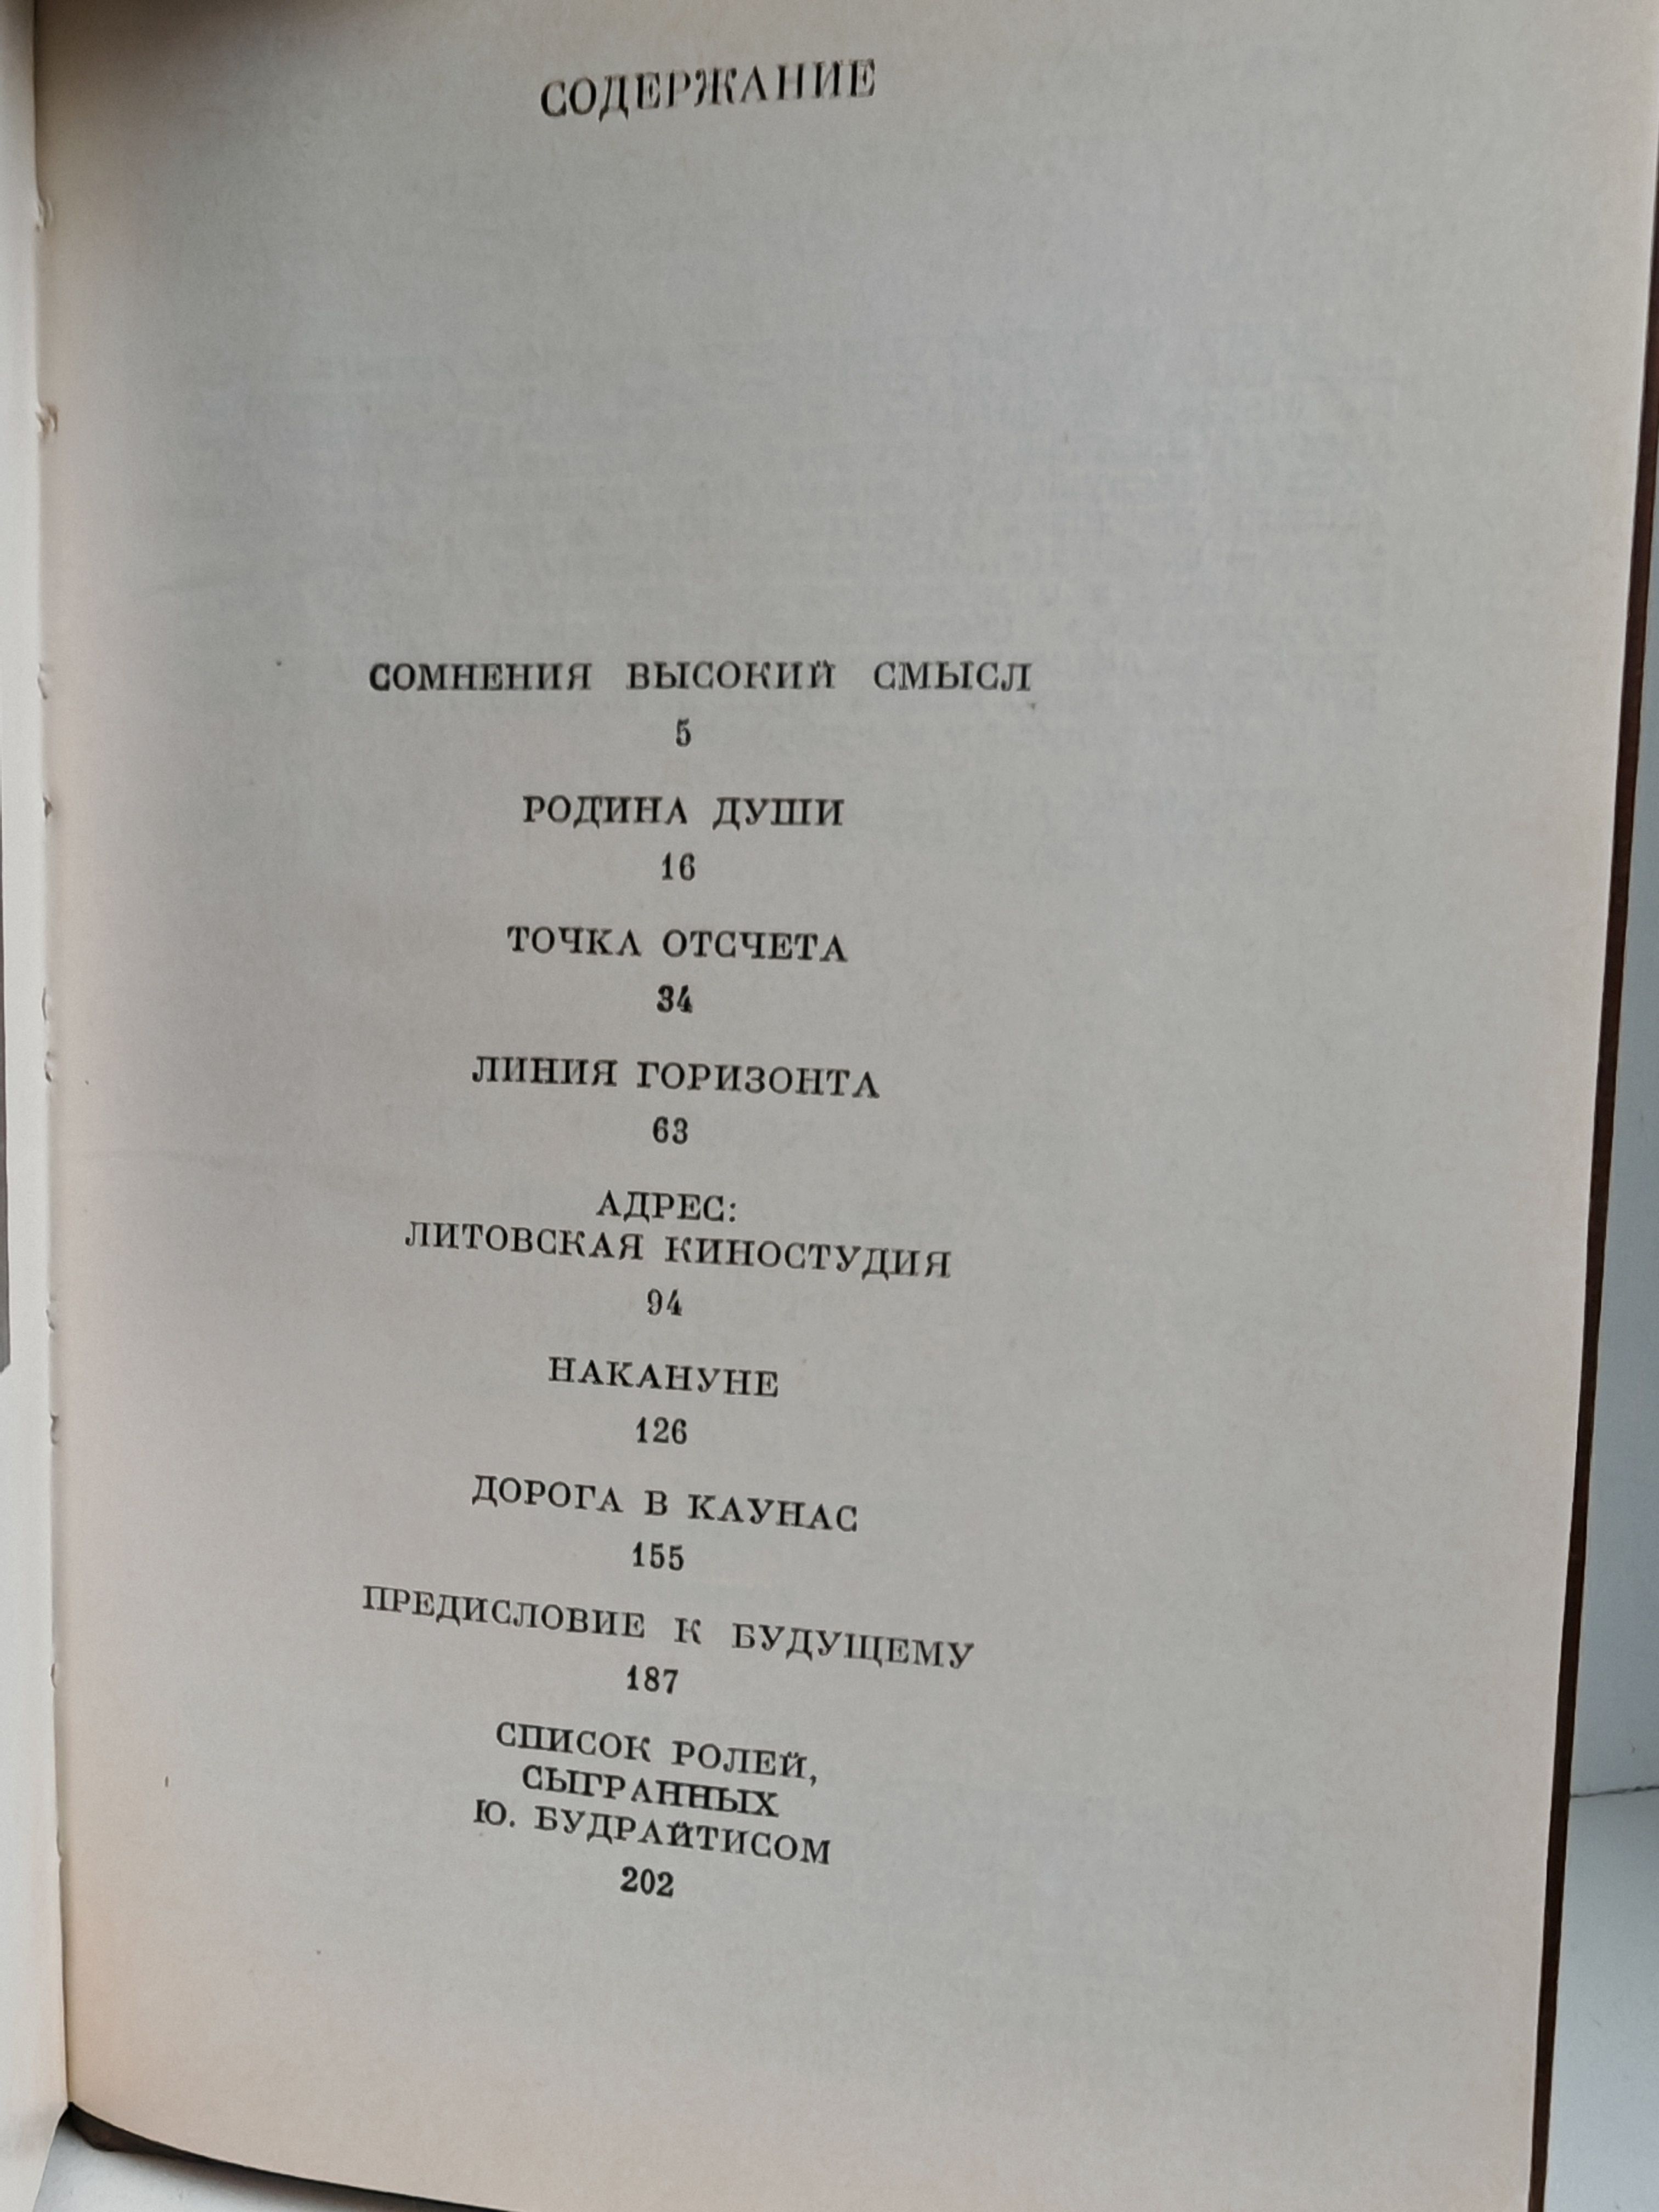 СОДЕРЖАНИЕ
СОМНЕНИЯ ВЫСОКИЙ СМЫСЛ
5
РОДИНА ДУШИ
16
ТОЧКА ОТСЧЕТА
34
ЛИНИЯ ГОРИЗОНТА
63
АДРЕС:
ЛИТОВСКАЯ КИНОСТУДИЯ
94
НАКАНУНЕ
126
ДОРОГА В КАУНАС
155
ПРЕДИСЛОВИЕ К БУДУЩЕМУ
187
СПИСОК РОЛЕЙ,
СЫГРАННЫХ
Ю. БУДРАЙТИСОМ
202